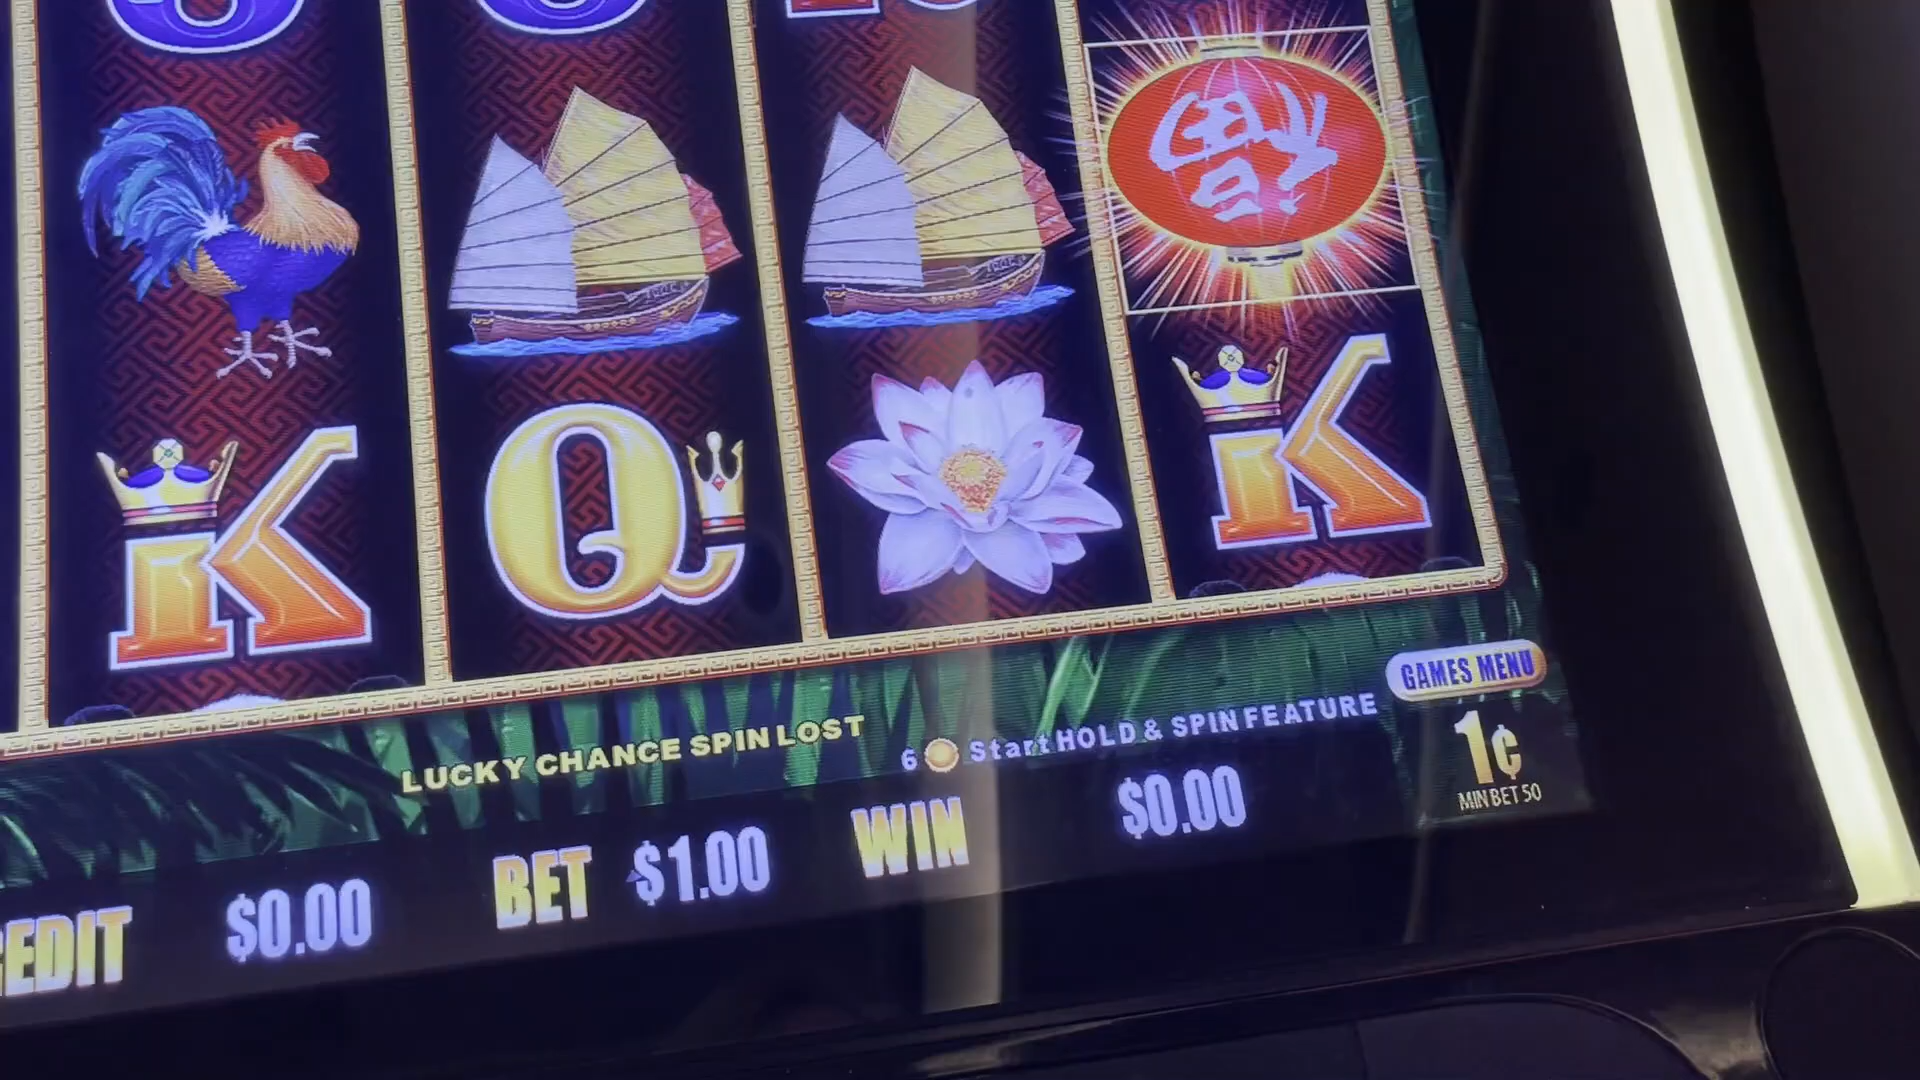 福
K
Q
K
GAMES MENU
LUCKY CHANCE SPIN LOST
6 Start HOLD & SPIN FEATURE
1¢
MIN BET 50
EDIT $0.00 BET $1.00 WIN $0.00